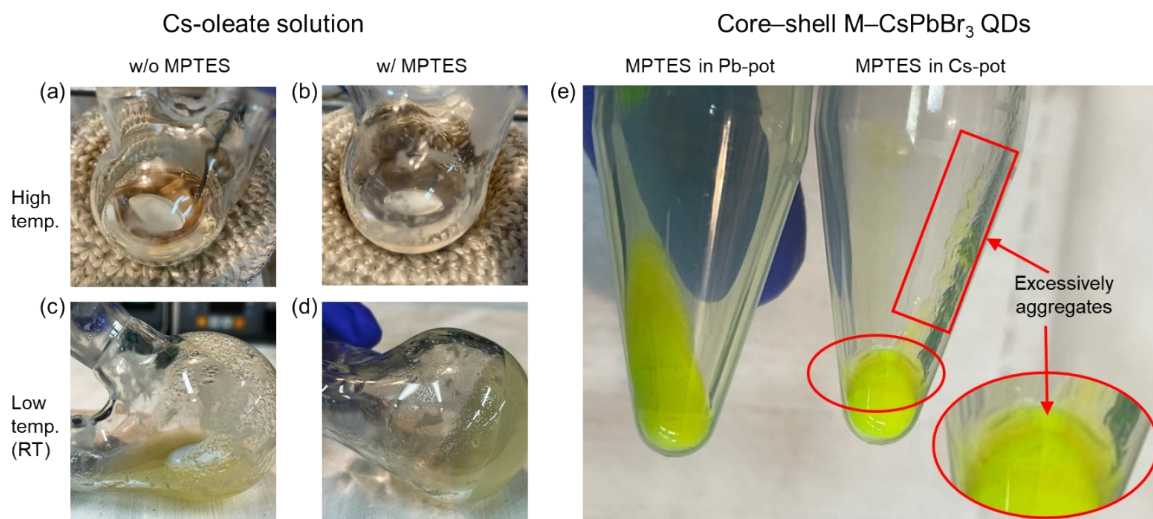 Cs-oleate solution
Core–shell M–CsPbBr₃ QDs
w/o MPTES
w/ MPTES
MPTES in Pb-pot
MPTES in Cs-pot
(a)
(b)
(e)
High
temp.
Excessively
aggregates
(c)
(d)
Low
temp.
(RT)